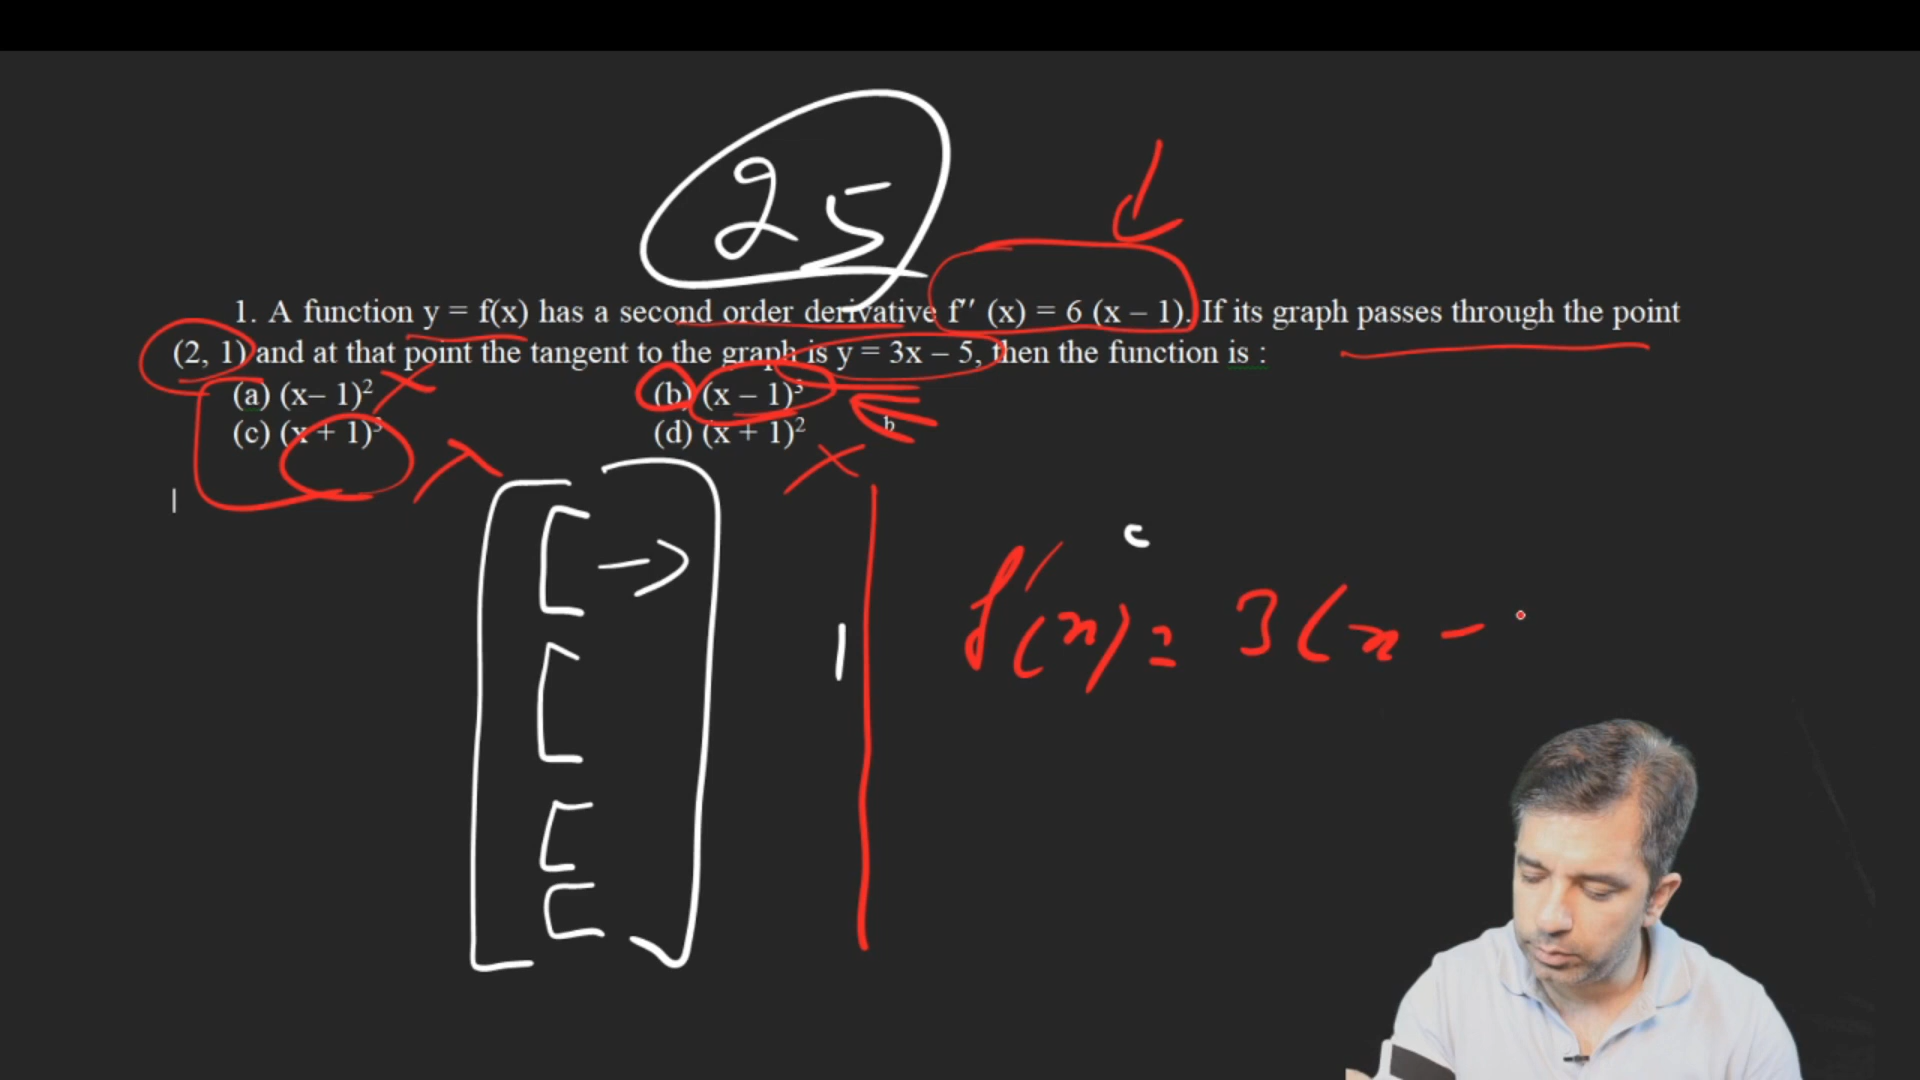 25
1. A function y = f(x) has a second order derivative f″ (x) = 6 (x – 1). If its graph passes through the point
(2, 1) and at that point the tangent to the graph is y = 3x – 5, then the function is :
(a) (x– 1)² (b) (x – 1)³
(c) (x + 1)³ (d) (x + 1)² b
f'(x) = 3(x -